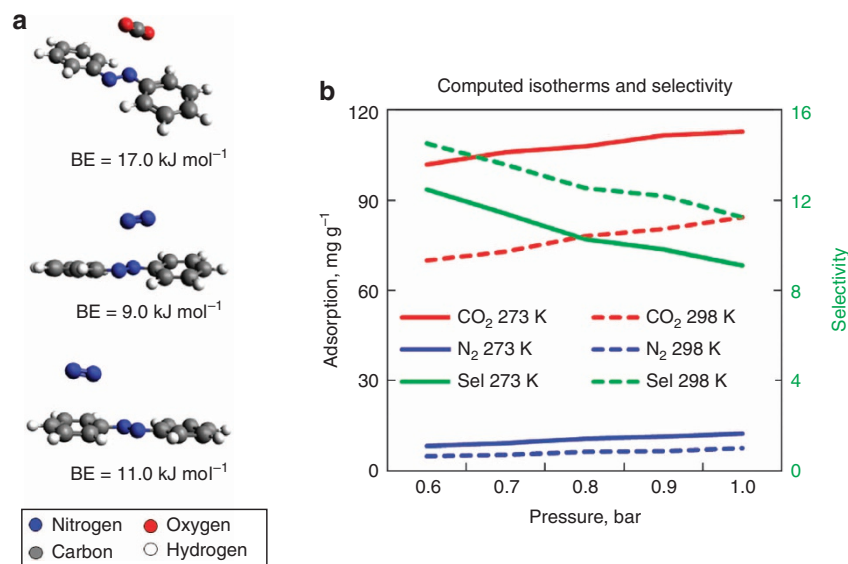 a
BE = 17.0 kJ mol⁻¹
BE = 9.0 kJ mol⁻¹
BE = 11.0 kJ mol⁻¹
Nitrogen Oxygen
Carbon Hydrogen
b
Computed isotherms and selectivity
Adsorption, mg g⁻¹
120
90
60
30
0
16
12
8
4
0
Selectivity
CO₂ 273 K CO₂ 298 K
N₂ 273 K N₂ 298 K
Sel 273 K Sel 298 K
0.6 0.7 0.8 0.9 1.0
Pressure, bar